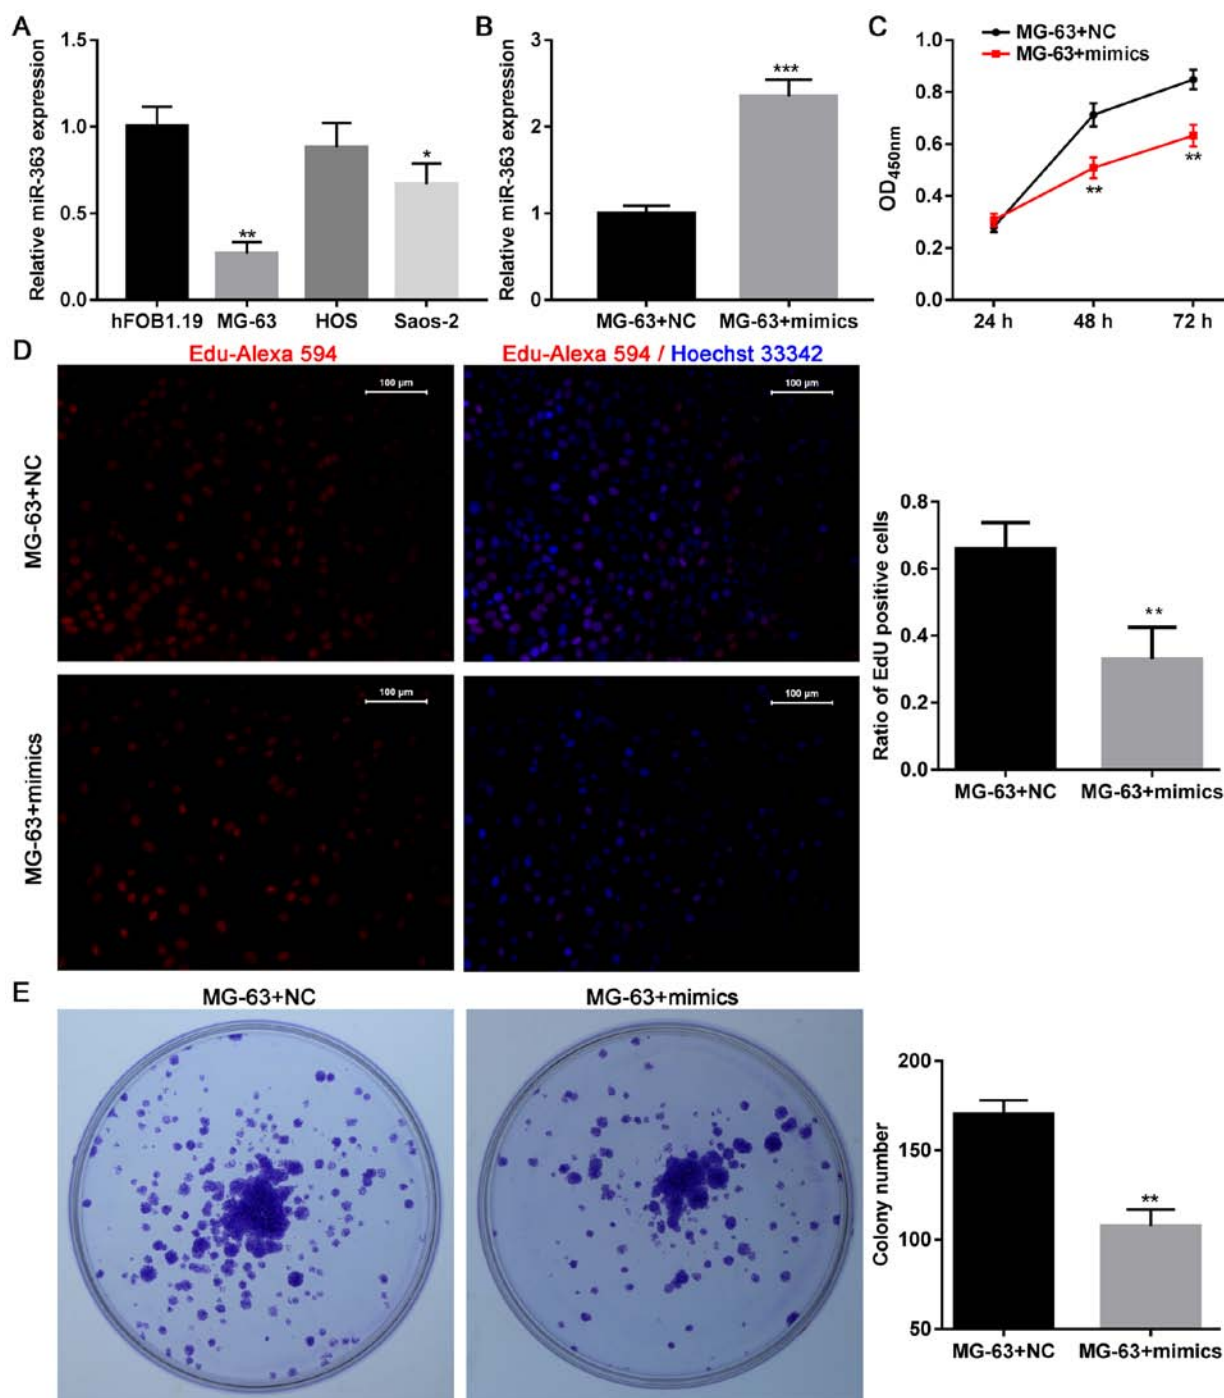 A
Relative miR-363 expression
1.5
1.0
0.5
0.0
**
*
hFOB1.19 MG-63 HOS Saos-2
B
Relative miR-363 expression
3
2
1
0
***
MG-63+NC MG-63+mimics
C
MG-63+NC
MG-63+mimics
OD450nm
1.0
0.8
0.6
0.4
0.2
0.0
**
**
24 h 48 h 72 h
D
Edu-Alexa 594
Edu-Alexa 594 / Hoechst 33342
MG-63+NC
100 µm
100 µm
MG-63+mimics
100 µm
100 µm
Ratio of EdU positive cells
0.8
0.6
0.4
0.2
0.0
**
MG-63+NC MG-63+mimics
E
MG-63+NC
MG-63+mimics
Colony number
200
150
100
50
**
MG-63+NC MG-63+mimics